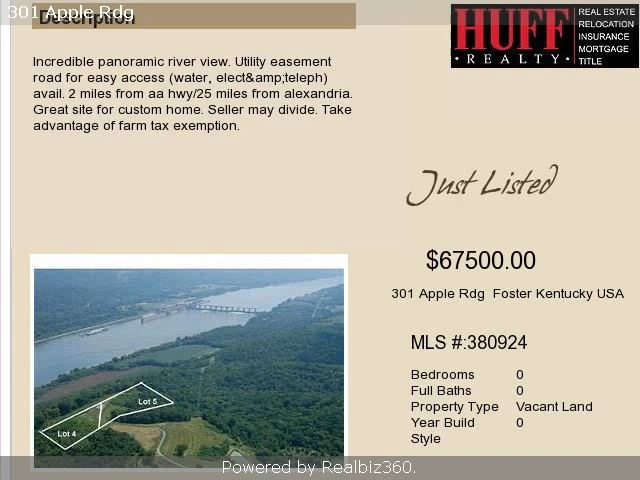 301 Apple Rdg
Description
Incredible panoramic river view. Utility easement
road for easy access (water, elect&amp;teleph)
avail. 2 miles from aa hwy/25 miles from alexandria.
Great site for custom home. Seller may divide. Take
advantage of farm tax exemption.
HUFF
·REALTY·
REAL ESTATE
RELOCATION
INSURANCE
MORTGAGE
TITLE
Just Listed
$67500.00
301 Apple Rdg  Foster Kentucky USA
MLS #:380924
Bedrooms 0
Full Baths 0
Property Type Vacant Land
Year Build 0
Style
Lot 5
Lot 4
Powered by Realbiz360.